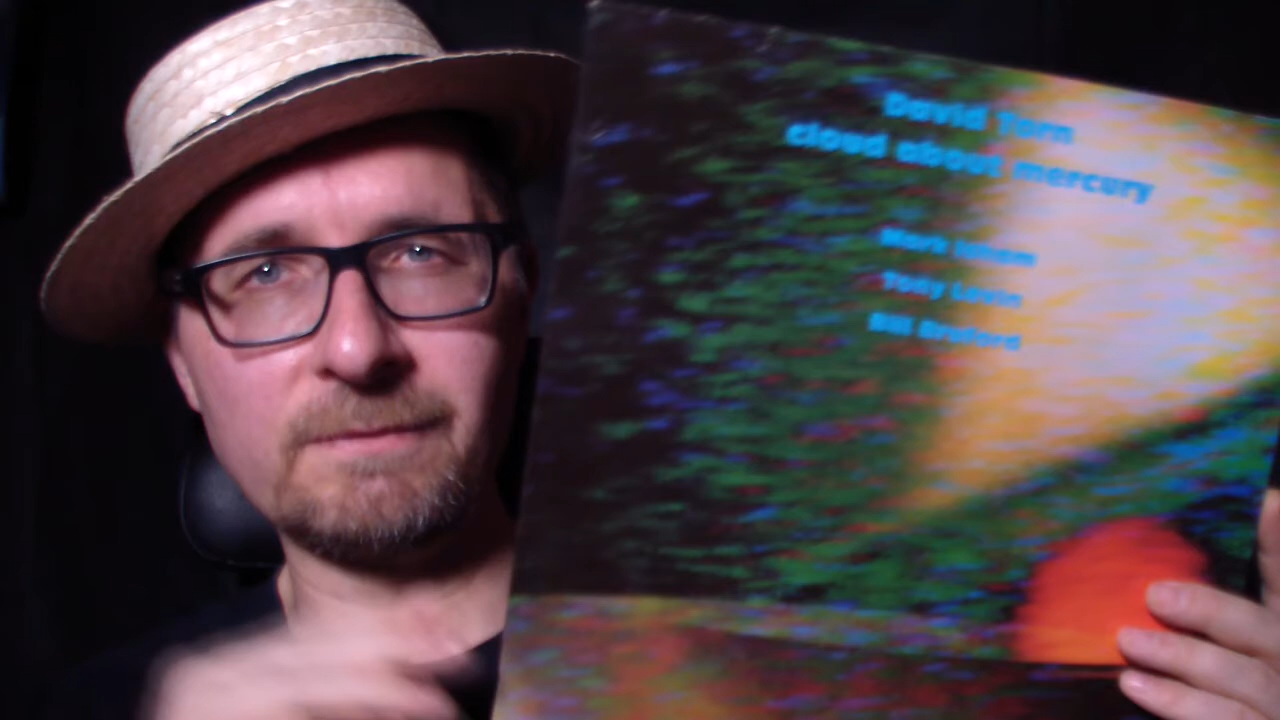 David Torn
cloud about mercury
Mark Isham
Tony Levin
Bill Bruford